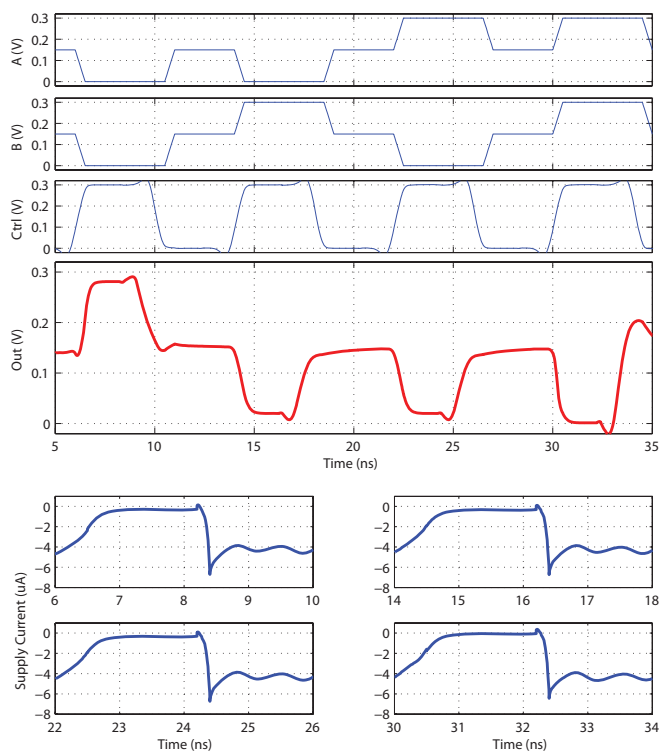 A (V)
0.3
0.2
0.1
0
B (V)
0.3
0.2
0.1
0
Ctrl (V)
0.3
0.2
0.1
0
Out (V)
0.3
0.2
0.1
0
5 10 15 20 25 30 35
Time (ns)
Supply Current (uA)
0
−2
−4
−6
−8
6 7 8 9 10
0
−2
−4
−6
−8
14 15 16 17 18
0
−2
−4
−6
−8
22 23 24 25 26
Time (ns)
0
−2
−4
−6
−8
30 31 32 33 34
Time (ns)